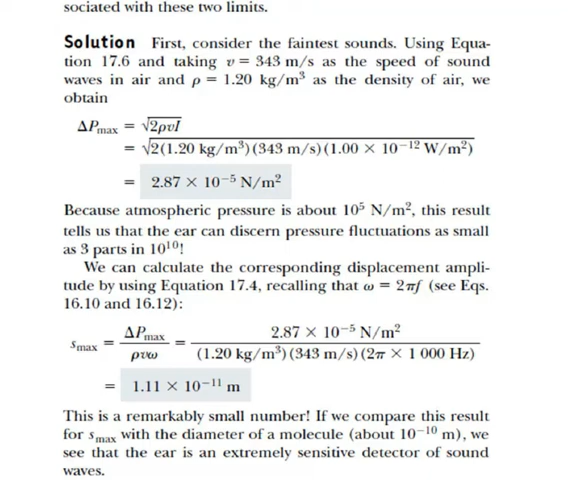 sociated with these two limits.
Solution First, consider the faintest sounds. Using Equa-
tion 17.6 and taking v = 343 m/s as the speed of sound
waves in air and ρ = 1.20 kg/m³ as the density of air, we
obtain
ΔPmax = √2ρvI
= √2(1.20 kg/m³)(343 m/s)(1.00 × 10⁻¹² W/m²)
= 2.87 × 10⁻⁵ N/m²
Because atmospheric pressure is about 10⁵ N/m², this result
tells us that the ear can discern pressure fluctuations as small
as 3 parts in 10¹⁰!
We can calculate the corresponding displacement ampli-
tude by using Equation 17.4, recalling that ω = 2πf (see Eqs.
16.10 and 16.12):
smax = ΔPmax / ρvω = 2.87 × 10⁻⁵ N/m² / (1.20 kg/m³)(343 m/s)(2π × 1 000 Hz)
= 1.11 × 10⁻¹¹ m
This is a remarkably small number! If we compare this result
for smax with the diameter of a molecule (about 10⁻¹⁰ m), we
see that the ear is an extremely sensitive detector of sound
waves.